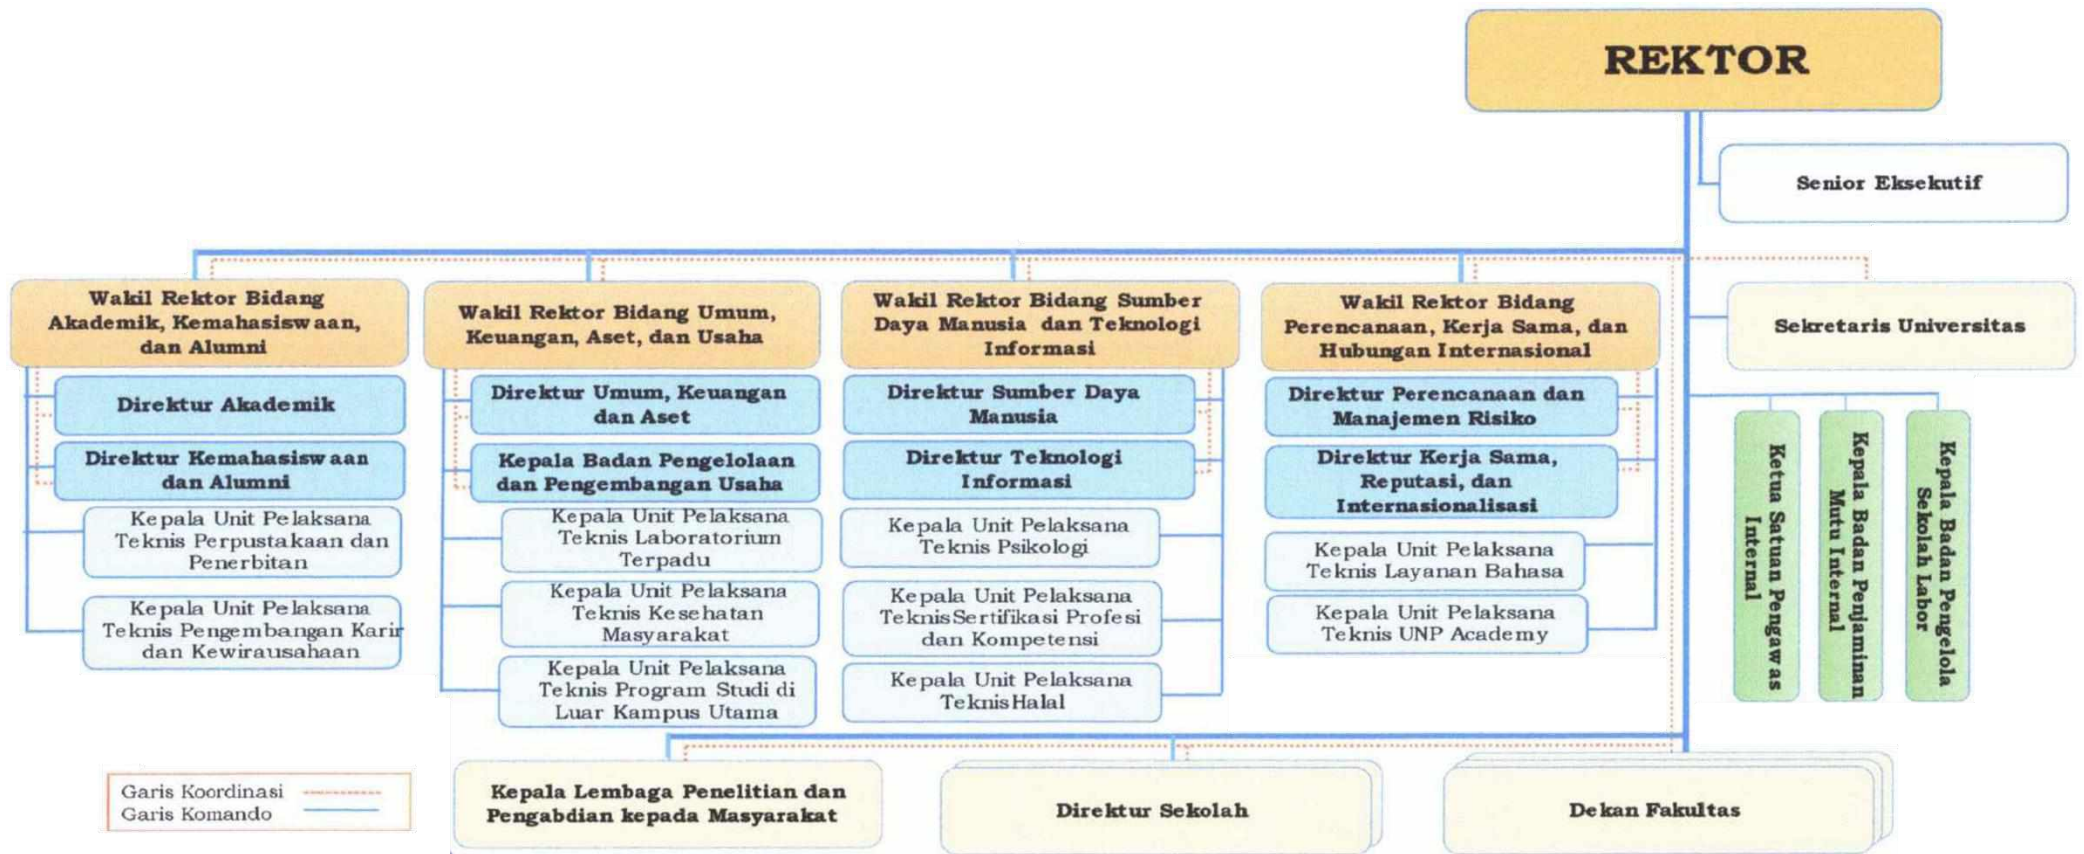 REKTOR
Senior Eksekutif
Wakil Rektor Bidang
Akademik, Kemahasiswaan,
dan Alumni
Wakil Rektor Bidang Umum,
Keuangan, Aset, dan Usaha
Wakil Rektor Bidang Sumber
Daya Manusia dan Teknologi
Informasi
Wakil Rektor Bidang
Perencanaan, Kerja Sama, dan
Hubungan Internasional
Sekretaris Universitas
Direktur Akademik
Direktur Kemahasiswaan
dan Alumni
Kepala Unit Pelaksana
Teknis Perpustakaan dan
Penerbitan
Kepala Unit Pelaksana
Teknis Pengembangan Karir
dan Kewirausahaan
Direktur Umum, Keuangan
dan Aset
Kepala Badan Pengelolaan
dan Pengembangan Usaha
Kepala Unit Pelaksana
Teknis Laboratorium
Terpadu
Kepala Unit Pelaksana
Teknis Kesehatan
Masyarakat
Kepala Unit Pelaksana
Teknis Program Studi di
Luar Kampus Utama
Direktur Sumber Daya
Manusia
Direktur Teknologi
Informasi
Kepala Unit Pelaksana
Teknis Psikologi
Kepala Unit Pelaksana
TeknisSertifikasi Profesi
dan Kompetensi
Kepala Unit Pelaksana
TeknisHalal
Direktur Perencanaan dan
Manajemen Risiko
Direktur Kerja Sama,
Reputasi, dan
Internasionalisasi
Kepala Unit Pelaksana
Teknis Layanan Bahasa
Kepala Unit Pelaksana
Teknis UNP Academy
Ketua Satuan Pengawas
Internal
Kepala Badan Penjaminan
Mutu Internal
Kepala Badan Pengelola
Sekolah Labor
Kepala Lembaga Penelitian dan
Pengabdian kepada Masyarakat
Direktur Sekolah
Dekan Fakultas
Garis Koordinasi
Garis Komando